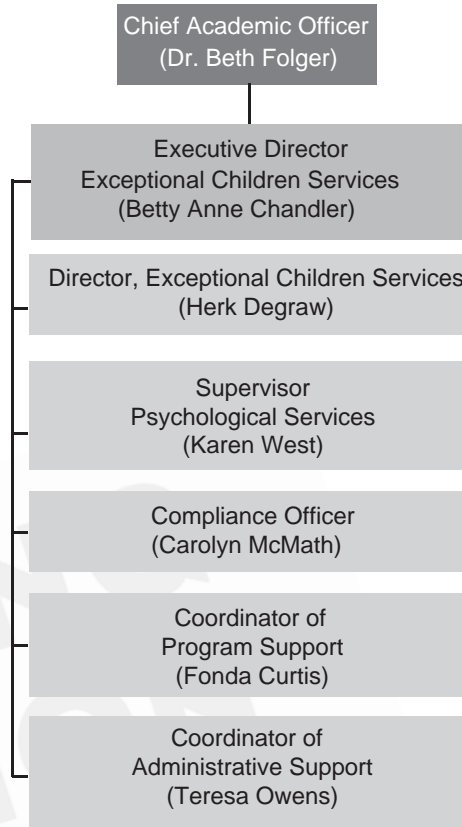 Chief Academic Officer
(Dr. Beth Folger)
Executive Director
Exceptional Children Services
(Betty Anne Chandler)
Director, Exceptional Children Services
(Herk Degraw)
Supervisor
Psychological Services
(Karen West)
Compliance Officer
(Carolyn McMath)
Coordinator of
Program Support
(Fonda Curtis)
Coordinator of
Administrative Support
(Teresa Owens)